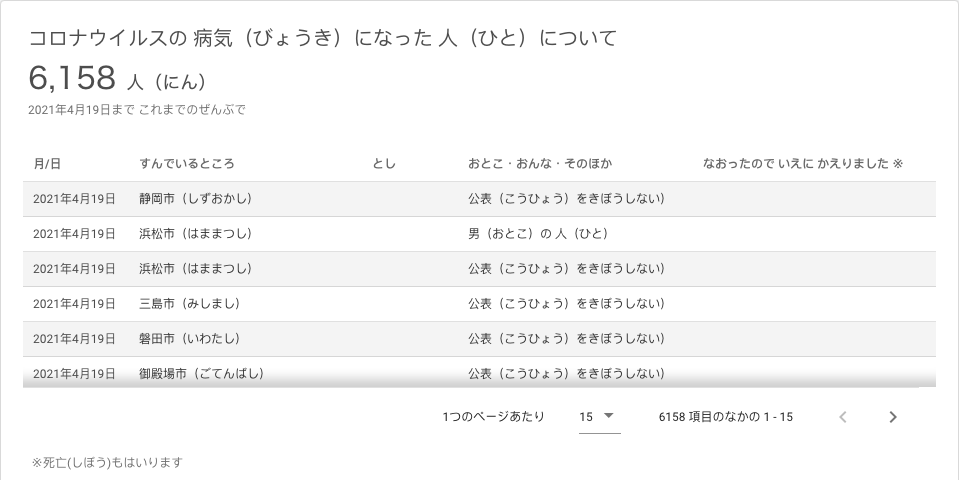 コロナウイルスの 病気（びょうき）になった 人（ひと）について
6,158 人（にん）
2021年4月19日まで これまでのぜんぶで
月/日 すんでいるところ とし おとこ・おんな・そのほか なおったので いえに かえりました ※
2021年4月19日 静岡市（しずおかし） 公表（こうひょう）をきぼうしない）
2021年4月19日 浜松市（はままつし） 男（おとこ）の 人（ひと）
2021年4月19日 浜松市（はままつし） 公表（こうひょう）をきぼうしない）
2021年4月19日 三島市（みしまし） 公表（こうひょう）をきぼうしない）
2021年4月19日 磐田市（いわたし） 公表（こうひょう）をきぼうしない）
2021年4月19日 御殿場市（ごてんばし） 公表（こうひょう）をきぼうしない）
1つのページあたり 15 6158 項目のなかの 1 - 15
※死亡(しぼう)もはいります